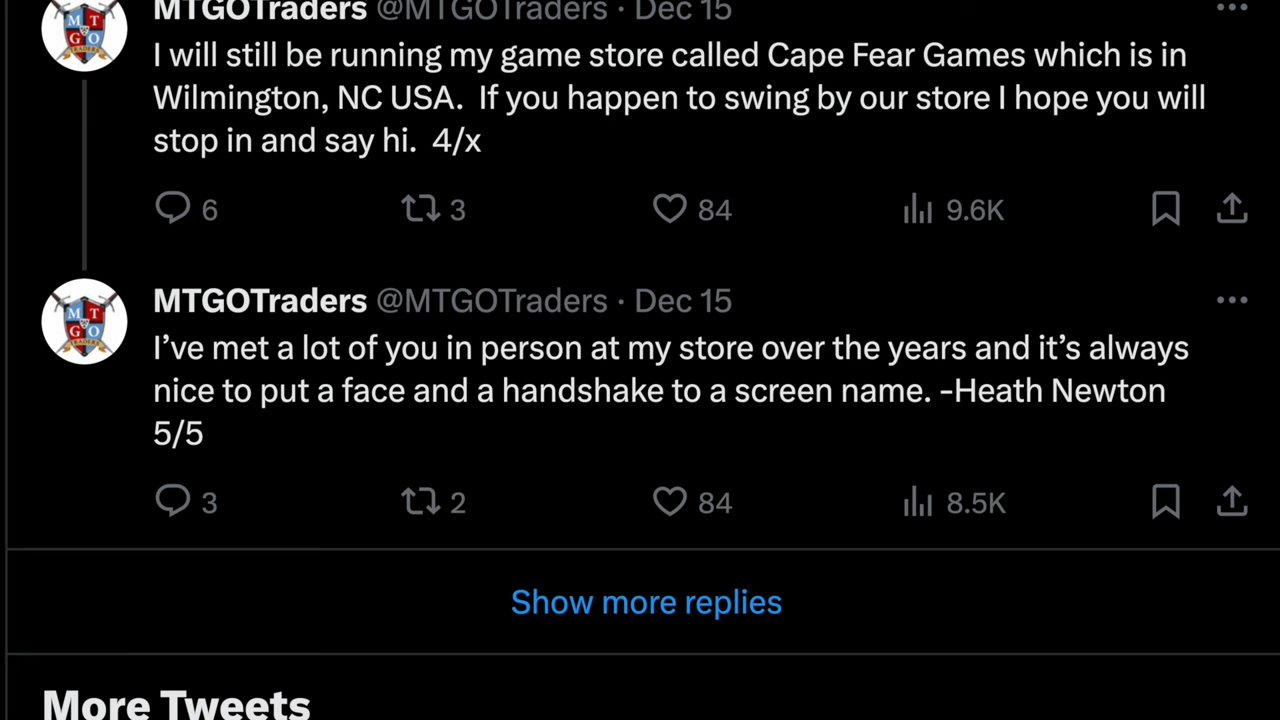 MTGOTraders @MTGOTraders · Dec 15
I will still be running my game store called Cape Fear Games which is in
Wilmington, NC USA.  If you happen to swing by our store I hope you will
stop in and say hi.  4/x
6 3 84 9.6K
MTGOTraders @MTGOTraders · Dec 15
I’ve met a lot of you in person at my store over the years and it’s always
nice to put a face and a handshake to a screen name. -Heath Newton
5/5
3 2 84 8.5K
Show more replies
More Tweets